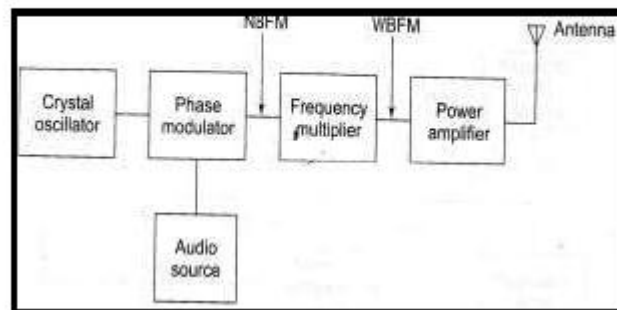 NBFM
WBFM
Antenna
Crystal
oscillator
Phase
modulator
Frequency
multiplier
Power
amplifier
Audio
source